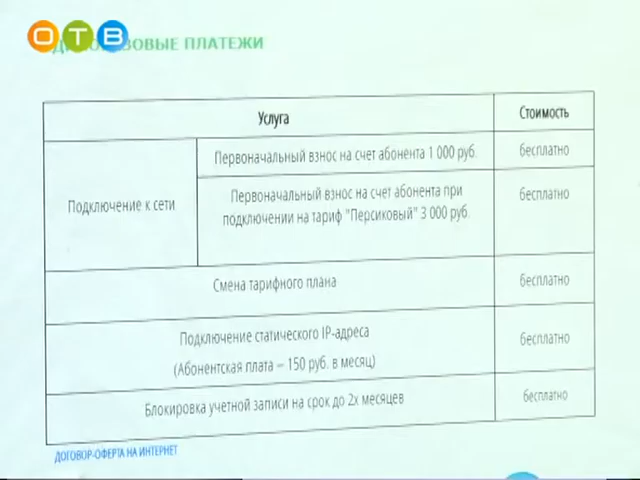 ОТВ
ПЛАТЕЖИ
Услуга
Стоимость
Подключение к сети
Первоначальный взнос на счет абонента 1 000 руб.
бесплатно
Первоначальный взнос на счет абонента при
подключении на тариф "Персиковый" 3 000 руб.
бесплатно
Смена тарифного плана
бесплатно
Подключение статического IP-адреса
(Абонентская плата – 150 руб. в месяц)
бесплатно
Блокировка учетной записи на срок до 2х месяцев
бесплатно
ДОГОВОР-ОФЕРТА НА ИНТЕРНЕТ